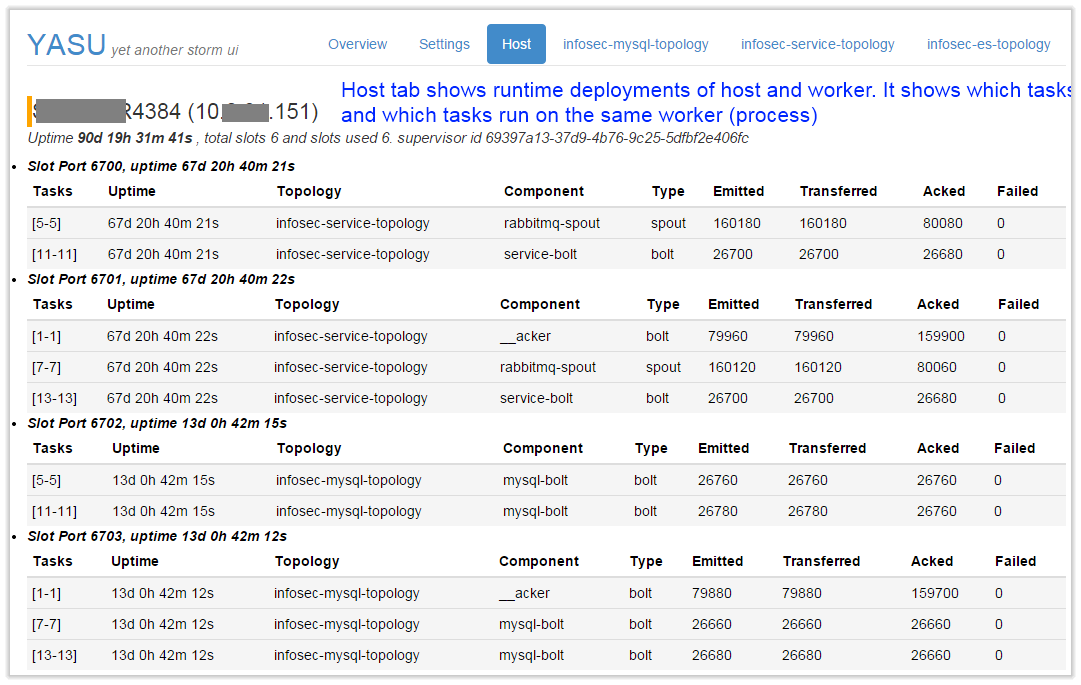 YASU yet another storm ui Overview Settings Host infosec-mysql-topology infosec-service-topology infosec-es-topology
Host tab shows runtime deployments of host and worker. It shows which tasks
R4384 (10. .151) and which tasks run on the same worker (process)
Uptime 90d 19h 31m 41s , total slots 6 and slots used 6. supervisor id 69397a13-37d9-4b76-9c25-5dfbf2e406fc
Slot Port 6700, uptime 67d 20h 40m 21s
Tasks Uptime Topology Component Type Emitted Transferred Acked Failed
[5-5] 67d 20h 40m 21s infosec-service-topology rabbitmq-spout spout 160180 160180 80080 0
[11-11] 67d 20h 40m 21s infosec-service-topology service-bolt bolt 26700 26700 26680 0
Slot Port 6701, uptime 67d 20h 40m 22s
Tasks Uptime Topology Component Type Emitted Transferred Acked Failed
[1-1] 67d 20h 40m 22s infosec-service-topology __acker bolt 79960 79960 159900 0
[7-7] 67d 20h 40m 22s infosec-service-topology rabbitmq-spout spout 160120 160120 80060 0
[13-13] 67d 20h 40m 22s infosec-service-topology service-bolt bolt 26700 26700 26680 0
Slot Port 6702, uptime 13d 0h 42m 15s
Tasks Uptime Topology Component Type Emitted Transferred Acked Failed
[5-5] 13d 0h 42m 15s infosec-mysql-topology mysql-bolt bolt 26760 26760 26760 0
[11-11] 13d 0h 42m 15s infosec-mysql-topology mysql-bolt bolt 26780 26780 26760 0
Slot Port 6703, uptime 13d 0h 42m 12s
Tasks Uptime Topology Component Type Emitted Transferred Acked Failed
[1-1] 13d 0h 42m 12s infosec-mysql-topology __acker bolt 79880 79880 159700 0
[7-7] 13d 0h 42m 12s infosec-mysql-topology mysql-bolt bolt 26660 26660 26660 0
[13-13] 13d 0h 42m 12s infosec-mysql-topology mysql-bolt bolt 26680 26680 26660 0